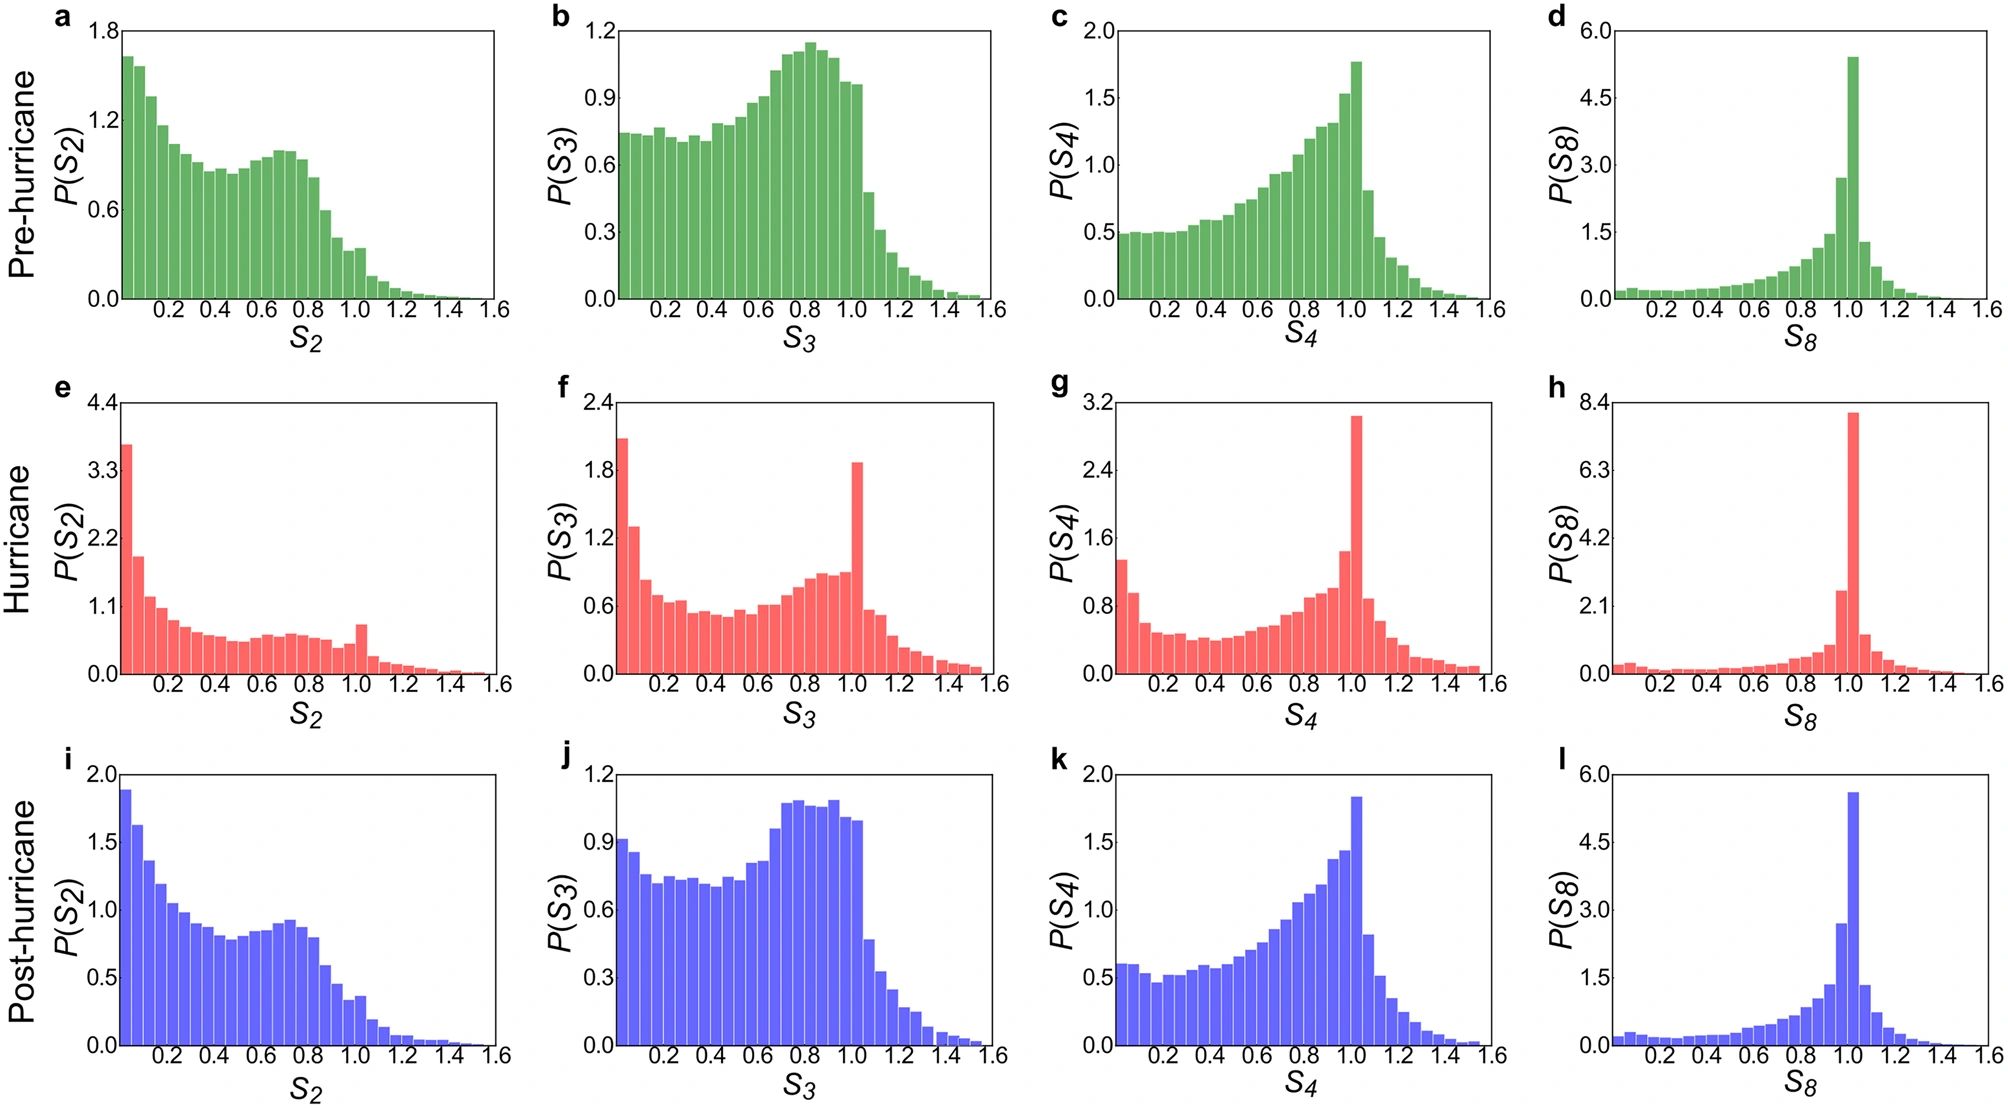 a b c d
Pre-hurricane
1.8 1.2 0.6 0.0
P(S2)
0.2 0.4 0.6 0.8 1.0 1.2 1.4 1.6
S2
1.2 0.9 0.6 0.3 0.0
P(S3)
0.2 0.4 0.6 0.8 1.0 1.2 1.4 1.6
S3
2.0 1.5 1.0 0.5 0.0
P(S4)
0.2 0.4 0.6 0.8 1.0 1.2 1.4 1.6
S4
6.0 4.5 3.0 1.5 0.0
P(S8)
0.2 0.4 0.6 0.8 1.0 1.2 1.4 1.6
S8
e f g h
Hurricane
4.4 3.3 2.2 1.1 0.0
P(S2)
0.2 0.4 0.6 0.8 1.0 1.2 1.4 1.6
S2
2.4 1.8 1.2 0.6 0.0
P(S3)
0.2 0.4 0.6 0.8 1.0 1.2 1.4 1.6
S3
3.2 2.4 1.6 0.8 0.0
P(S4)
0.2 0.4 0.6 0.8 1.0 1.2 1.4 1.6
S4
8.4 6.3 4.2 2.1 0.0
P(S8)
0.2 0.4 0.6 0.8 1.0 1.2 1.4 1.6
S8
i j k l
Post-hurricane
2.0 1.5 1.0 0.5 0.0
P(S2)
0.2 0.4 0.6 0.8 1.0 1.2 1.4 1.6
S2
1.2 0.9 0.6 0.3 0.0
P(S3)
0.2 0.4 0.6 0.8 1.0 1.2 1.4 1.6
S3
2.0 1.5 1.0 0.5 0.0
P(S4)
0.2 0.4 0.6 0.8 1.0 1.2 1.4 1.6
S4
6.0 4.5 3.0 1.5 0.0
P(S8)
0.2 0.4 0.6 0.8 1.0 1.2 1.4 1.6
S8